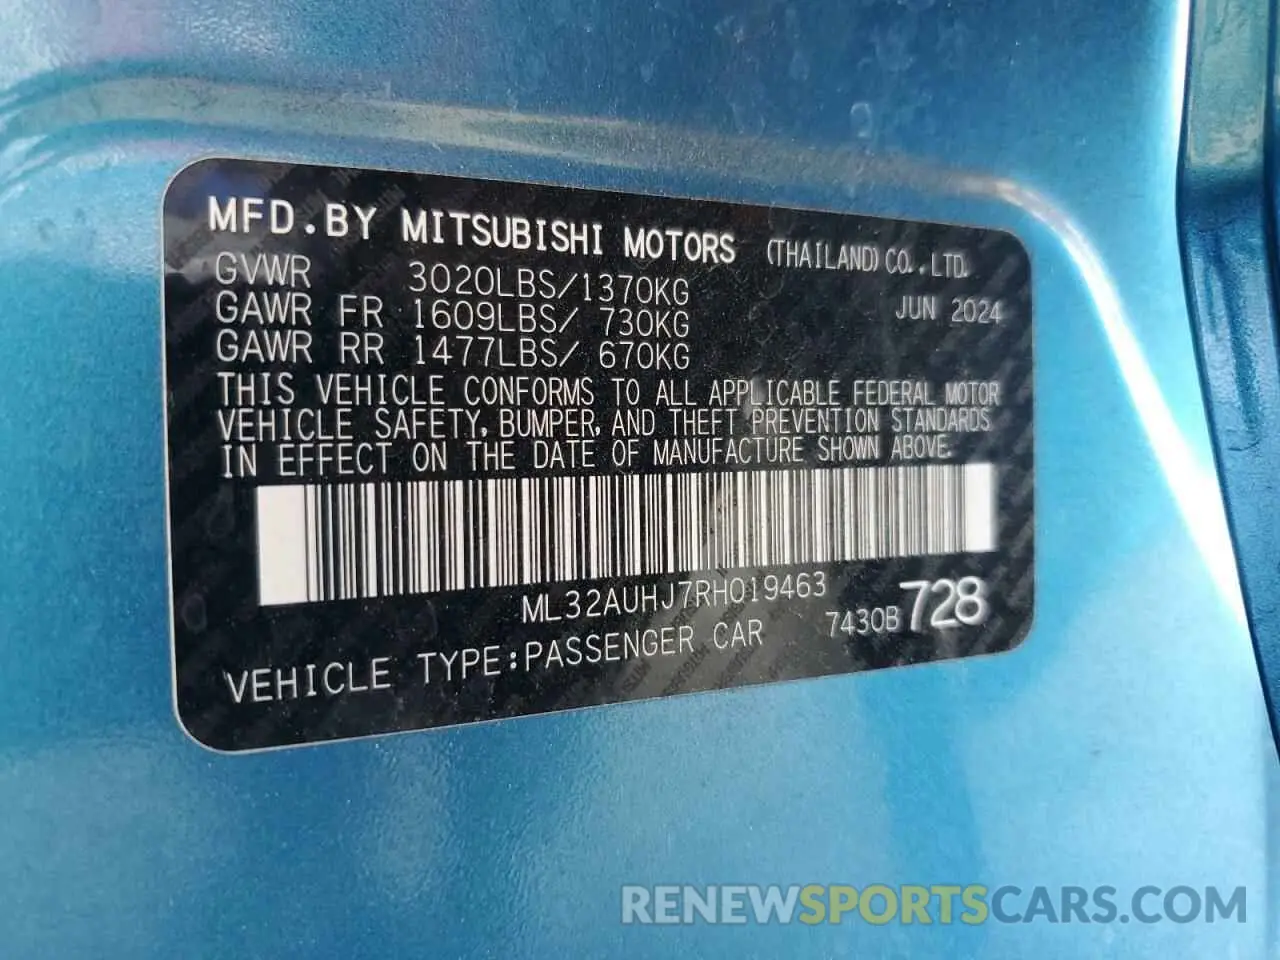 MFD.BY MITSUBISHI MOTORS (THAILAND) CO.,LTD.
GVWR 3020LBS/1370KG JUN 2024
GAWR FR 1609LBS/ 730KG
GAWR RR 1477LBS/ 670KG
THIS VEHICLE CONFORMS TO ALL APPLICABLE FEDERAL MOTOR
VEHICLE SAFETY, BUMPER, AND THEFT PREVENTION STANDARDS
IN EFFECT ON THE DATE OF MANUFACTURE SHOWN ABOVE.
ML32AUHJ7RH019463
7430B 728
VEHICLE TYPE:PASSENGER CAR
RENEWSPORTSCARS.COM